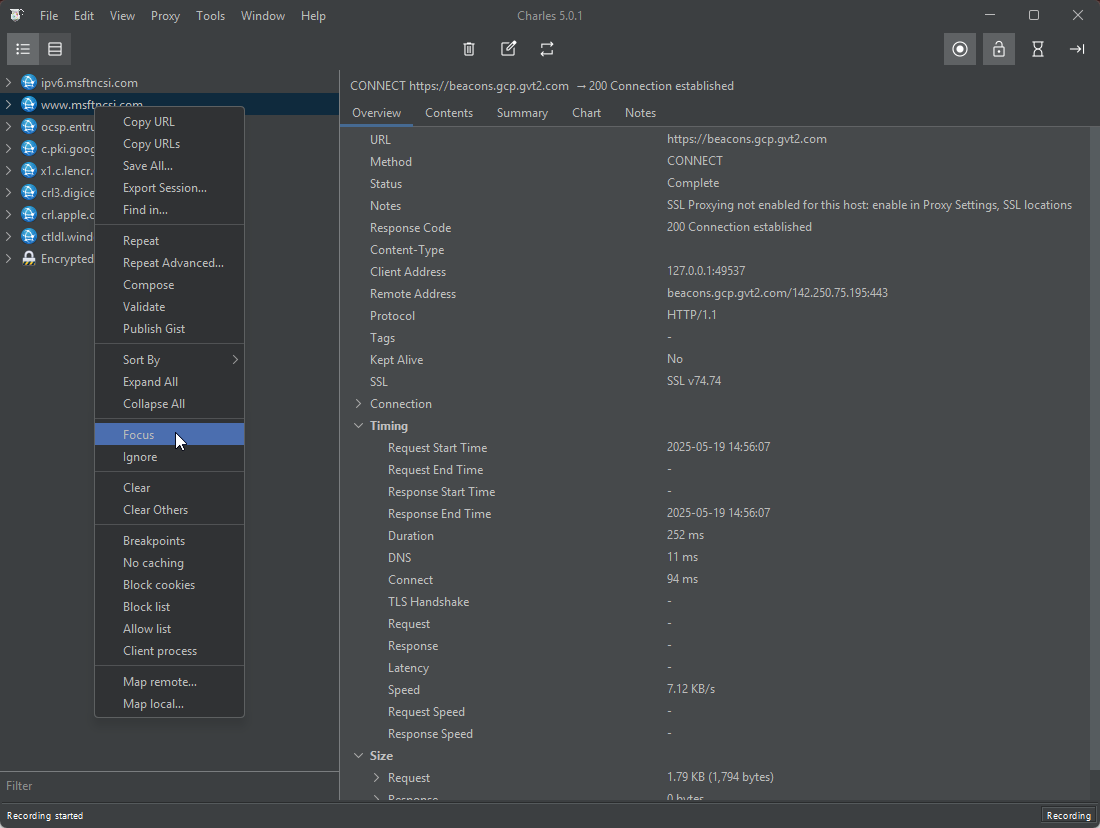 File Edit View Proxy Tools Window Help
Charles 5.0.1
ipv6.msftncsi.com
www.msftncsi.com
ocsp.entru
c.pki.goog
x1.c.lencr.
crl3.digice
crl.apple.c
ctldl.wind
Encrypted
Copy URL
Copy URLs
Save All...
Export Session...
Find in...
Repeat
Repeat Advanced...
Compose
Validate
Publish Gist
Sort By
Expand All
Collapse All
Focus
Ignore
Clear
Clear Others
Breakpoints
No caching
Block cookies
Block list
Allow list
Client process
Map remote...
Map local...
Filter
CONNECT https://beacons.gcp.gvt2.com → 200 Connection established
Overview Contents Summary Chart Notes
URL https://beacons.gcp.gvt2.com
Method CONNECT
Status Complete
Notes SSL Proxying not enabled for this host: enable in Proxy Settings, SSL locations
Response Code 200 Connection established
Content-Type
Client Address 127.0.0.1:49537
Remote Address beacons.gcp.gvt2.com/142.250.75.195:443
Protocol HTTP/1.1
Tags -
Kept Alive No
SSL SSL v74.74
Connection
Timing
Request Start Time 2025-05-19 14:56:07
Request End Time -
Response Start Time -
Response End Time 2025-05-19 14:56:07
Duration 252 ms
DNS 11 ms
Connect 94 ms
TLS Handshake -
Request -
Response -
Latency -
Speed 7.12 KB/s
Request Speed -
Response Speed -
Size
Request 1.79 KB (1,794 bytes)
Response 0 bytes
Recording started
Recording